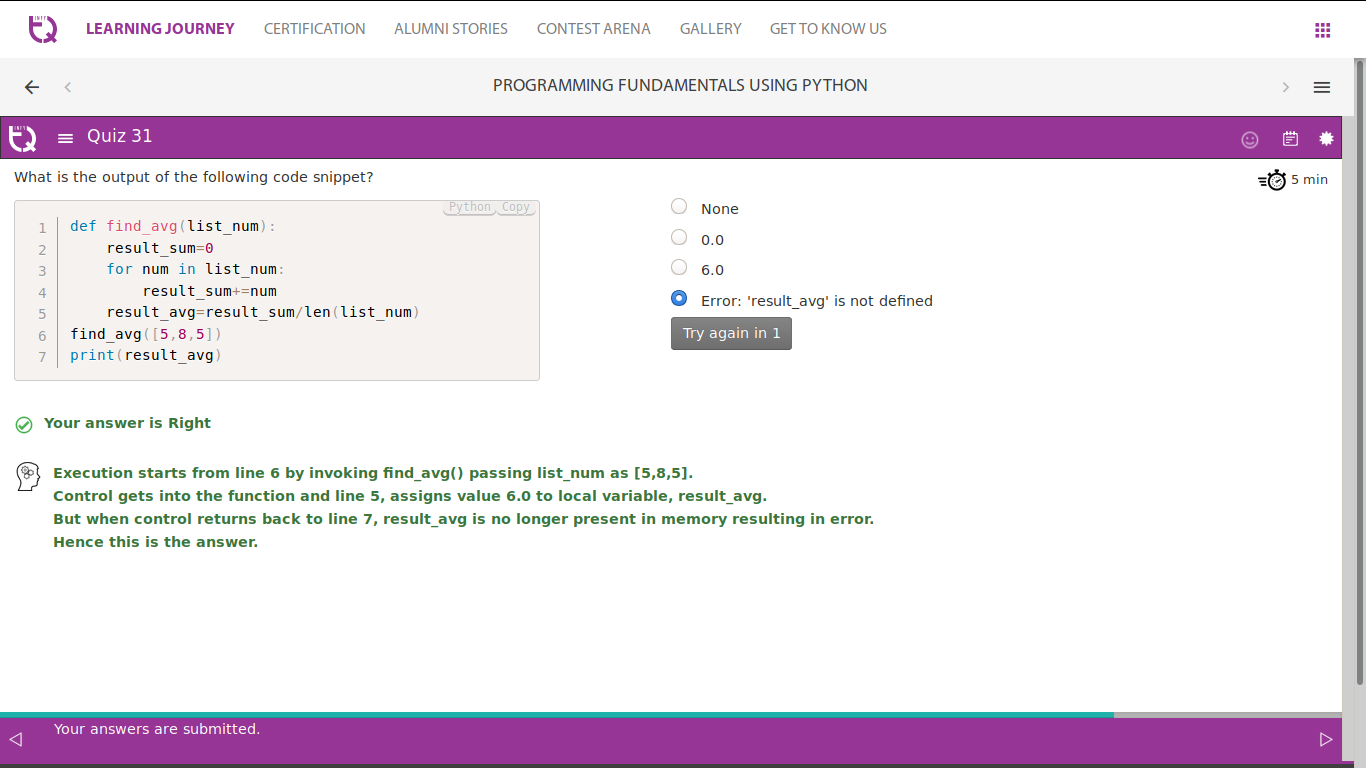 INFY TQ LEARNING JOURNEY CERTIFICATION ALUMNI STORIES CONTEST ARENA GALLERY GET TO KNOW US
PROGRAMMING FUNDAMENTALS USING PYTHON
INFY TQ Quiz 31
What is the output of the following code snippet?
5 min
Python Copy
1 def find_avg(list_num):
2     result_sum=0
3     for num in list_num:
4         result_sum+=num
5     result_avg=result_sum/len(list_num)
6 find_avg([5,8,5])
7 print(result_avg)
None
0.0
6.0
Error: 'result_avg' is not defined
Try again in 1
Your answer is Right
Execution starts from line 6 by invoking find_avg() passing list_num as [5,8,5].
Control gets into the function and line 5, assigns value 6.0 to local variable, result_avg.
But when control returns back to line 7, result_avg is no longer present in memory resulting in error.
Hence this is the answer.
Your answers are submitted.